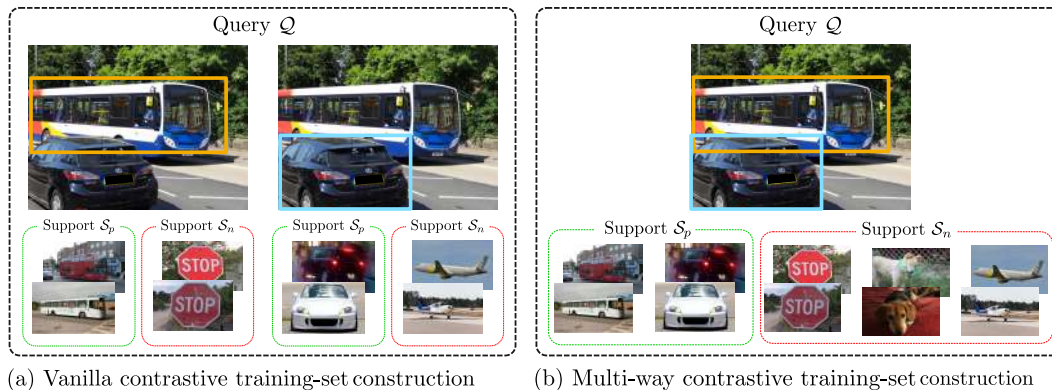 Query Q
Support Sp
Support Sn
Support Sp
Support Sn
STOP
STOP
(a) Vanilla contrastive training-set construction
Query Q
Support Sp
Support Sn
STOP
STOP
(b) Multi-way contrastive training-set construction